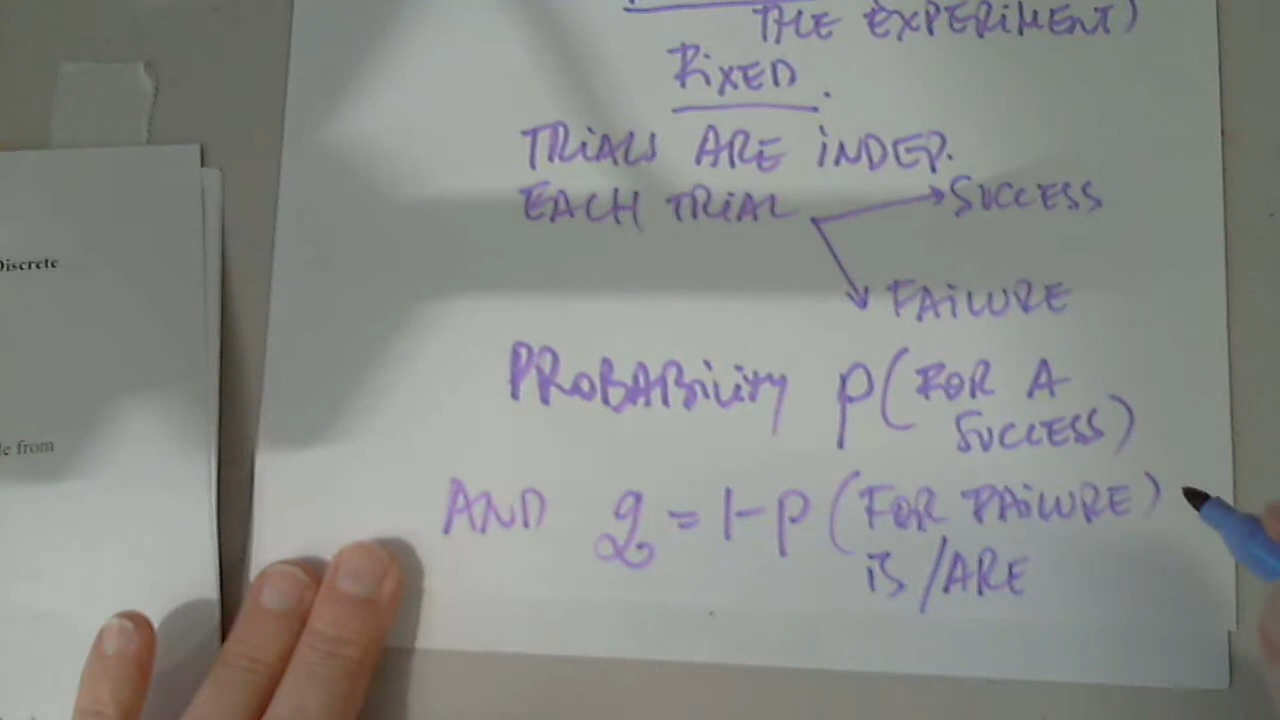 THE EXPERIMENT)
FIXED.
TRIALS ARE INDEP.
EACH TRIAL → SUCCESS
FAILURE
PROBABILITY p (FOR A
SUCCESS)
AND q = 1-p (FOR FAILURE)
IS/ARE
Discrete
le from